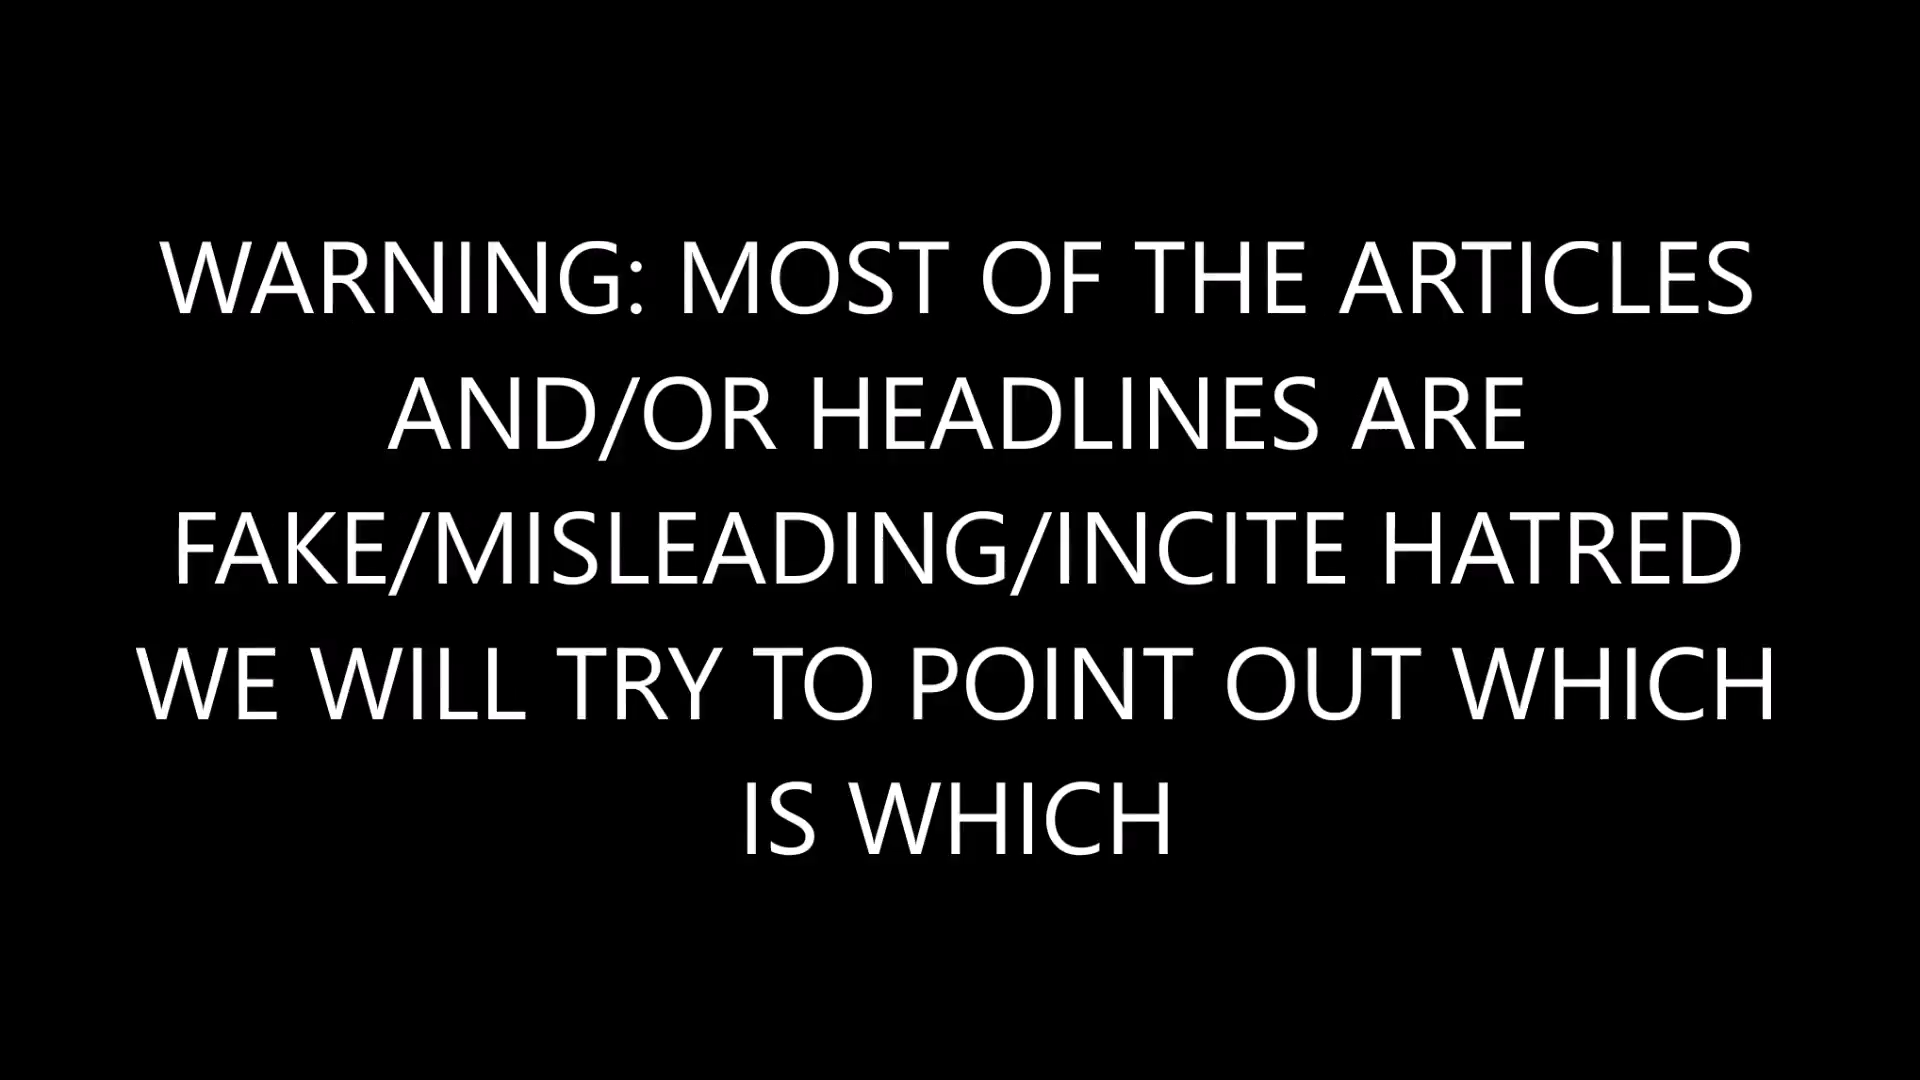 WARNING: MOST OF THE ARTICLES
AND/OR HEADLINES ARE
FAKE/MISLEADING/INCITE HATRED
WE WILL TRY TO POINT OUT WHICH
IS WHICH